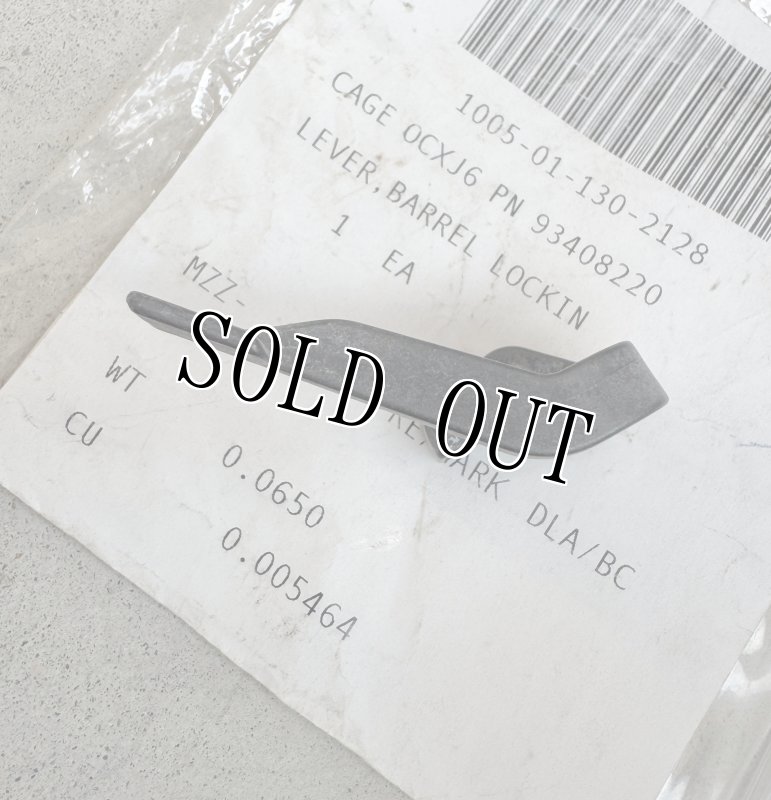 1005-01-130-2128
CAGE OCXJ6 PN 93408220
LEVER,BARREL LOCKIN
1 EA
MZZ-
SOLD OUT
DLA/BC
WT 0.0650
CU 0.005464